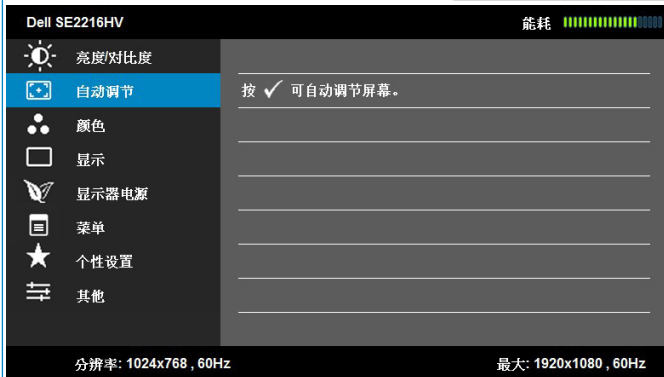 Dell SE2216HV 能耗
亮度/对比度
自动调节 按 ✓ 可自动调节屏幕。
颜色
显示
显示器电源
菜单
个性设置
其他
分辨率: 1024x768 , 60Hz 最大: 1920x1080 , 60Hz